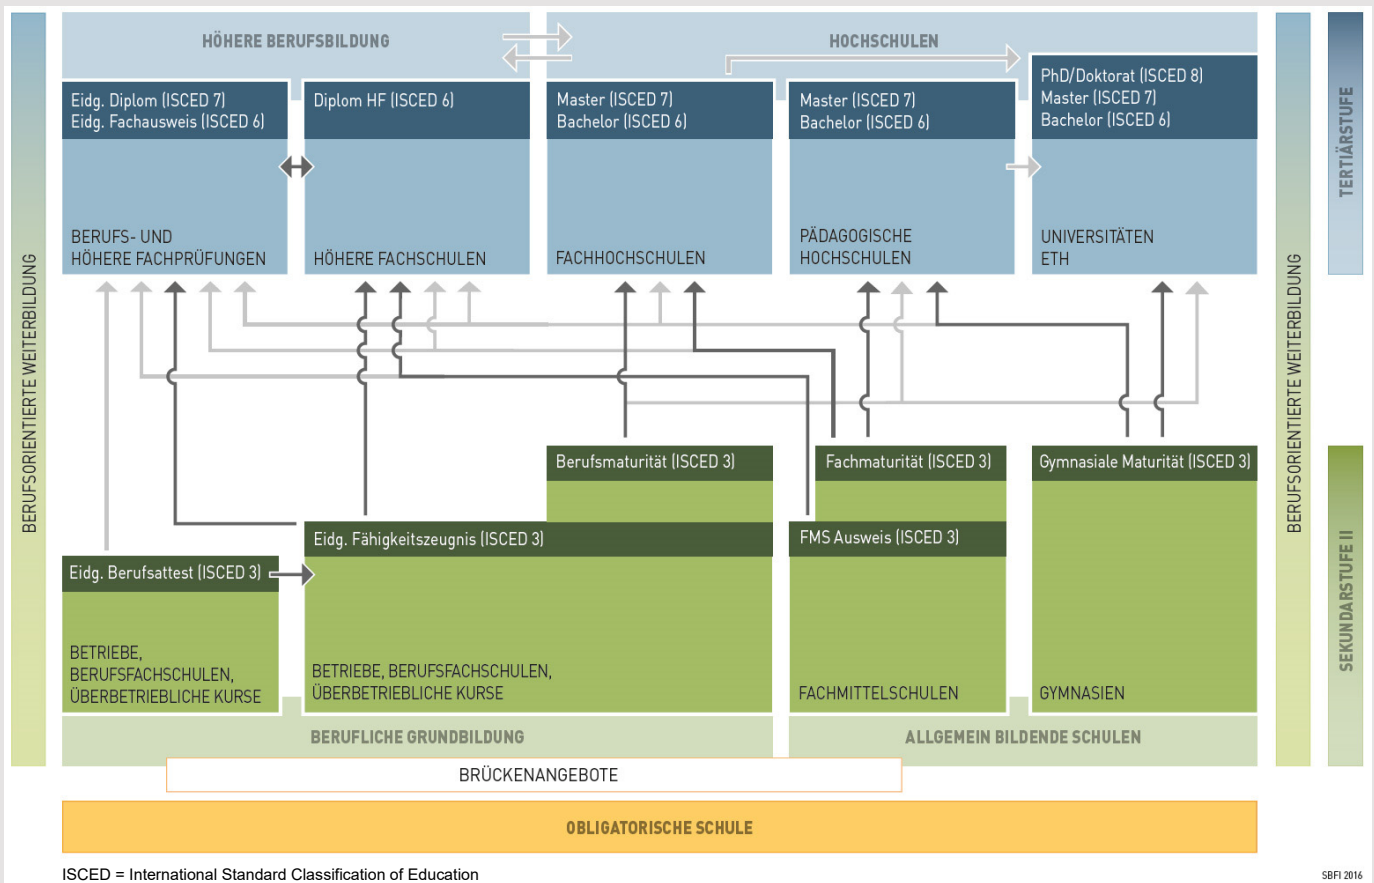 HÖHERE BERUFSBILDUNG
HOCHSCHULEN
Eidg. Diplom (ISCED 7)
Eidg. Fachausweis (ISCED 6)
BERUFS- UND
HÖHERE FACHPRÜFUNGEN
Diplom HF (ISCED 6)
HÖHERE FACHSCHULEN
Master (ISCED 7)
Bachelor (ISCED 6)
FACHHOCHSCHULEN
Master (ISCED 7)
Bachelor (ISCED 6)
PÄDAGOGISCHE
HOCHSCHULEN
PhD/Doktorat (ISCED 8)
Master (ISCED 7)
Bachelor (ISCED 6)
UNIVERSITÄTEN
ETH
TERTIÄRSTUFE
BERUFSORIENTIERTE WEITERBILDUNG
BERUFSORIENTIERTE WEITERBILDUNG
Berufsmaturität (ISCED 3)
Fachmaturität (ISCED 3)
Gymnasiale Maturität (ISCED 3)
Eidg. Fähigkeitszeugnis (ISCED 3)
FMS Ausweis (ISCED 3)
Eidg. Berufsattest (ISCED 3)
BETRIEBE,
BERUFSFACHSCHULEN,
ÜBERBETRIEBLICHE KURSE
BETRIEBE, BERUFSFACHSCHULEN,
ÜBERBETRIEBLICHE KURSE
FACHMITTELSCHULEN
GYMNASIEN
SEKUNDARSTUFE II
BERUFLICHE GRUNDBILDUNG
ALLGEMEIN BILDENDE SCHULEN
BRÜCKENANGEBOTE
OBLIGATORISCHE SCHULE
ISCED = International Standard Classification of Education
SBFI 2016